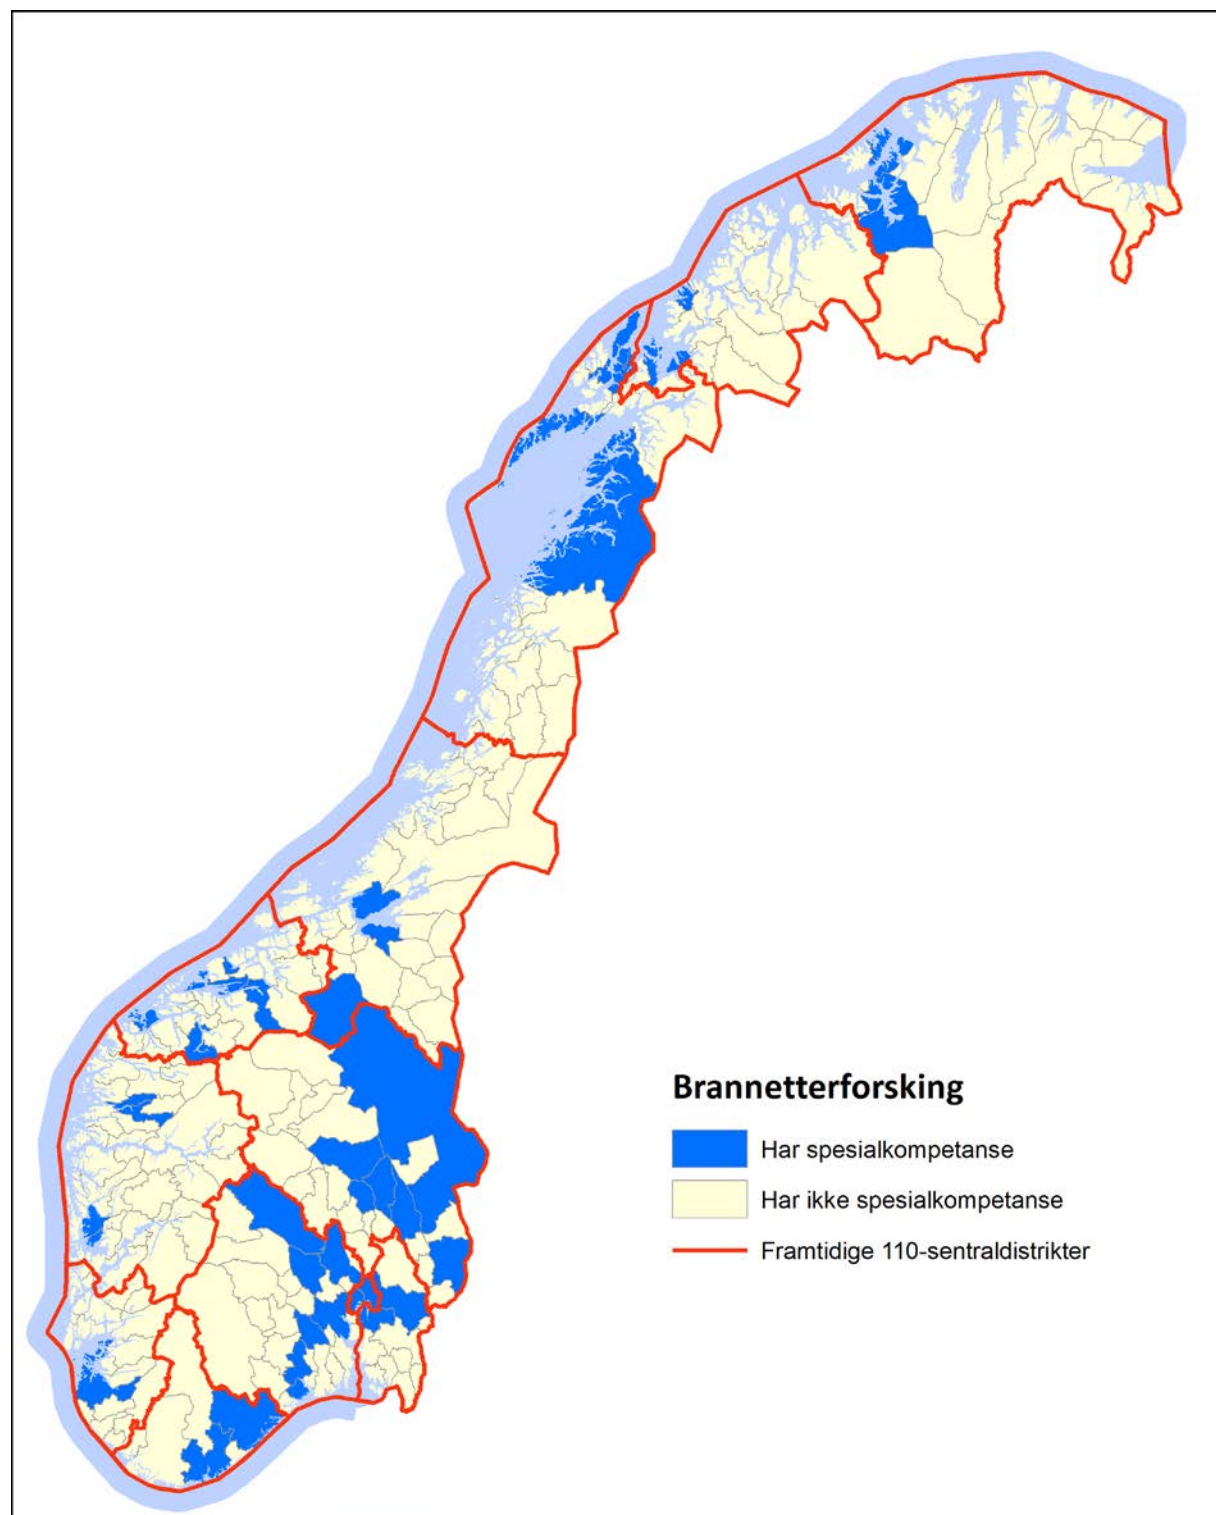 Brannetterforsking
Har spesialkompetanse
Har ikke spesialkompetanse
Framtidige 110-sentraldistrikter